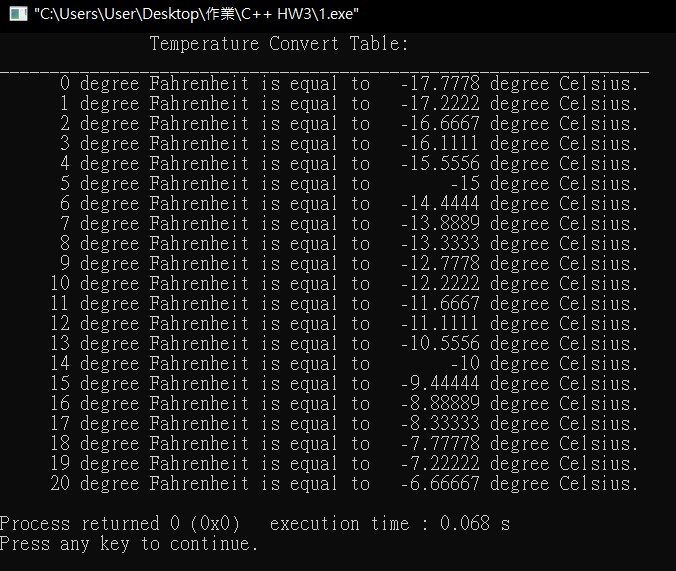 "C:\Users\User\Desktop\作業\C++ HW3\1.exe"
Temperature Convert Table:
0 degree Fahrenheit is equal to -17.7778 degree Celsius.
1 degree Fahrenheit is equal to -17.2222 degree Celsius.
2 degree Fahrenheit is equal to -16.6667 degree Celsius.
3 degree Fahrenheit is equal to -16.1111 degree Celsius.
4 degree Fahrenheit is equal to -15.5556 degree Celsius.
5 degree Fahrenheit is equal to -15 degree Celsius.
6 degree Fahrenheit is equal to -14.4444 degree Celsius.
7 degree Fahrenheit is equal to -13.8889 degree Celsius.
8 degree Fahrenheit is equal to -13.3333 degree Celsius.
9 degree Fahrenheit is equal to -12.7778 degree Celsius.
10 degree Fahrenheit is equal to -12.2222 degree Celsius.
11 degree Fahrenheit is equal to -11.6667 degree Celsius.
12 degree Fahrenheit is equal to -11.1111 degree Celsius.
13 degree Fahrenheit is equal to -10.5556 degree Celsius.
14 degree Fahrenheit is equal to -10 degree Celsius.
15 degree Fahrenheit is equal to -9.44444 degree Celsius.
16 degree Fahrenheit is equal to -8.88889 degree Celsius.
17 degree Fahrenheit is equal to -8.33333 degree Celsius.
18 degree Fahrenheit is equal to -7.77778 degree Celsius.
19 degree Fahrenheit is equal to -7.22222 degree Celsius.
20 degree Fahrenheit is equal to -6.66667 degree Celsius.
Process returned 0 (0x0) execution time : 0.068 s
Press any key to continue.